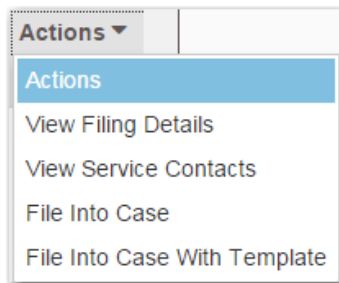 Actions
Actions
View Filing Details
View Service Contacts
File Into Case
File Into Case With Template